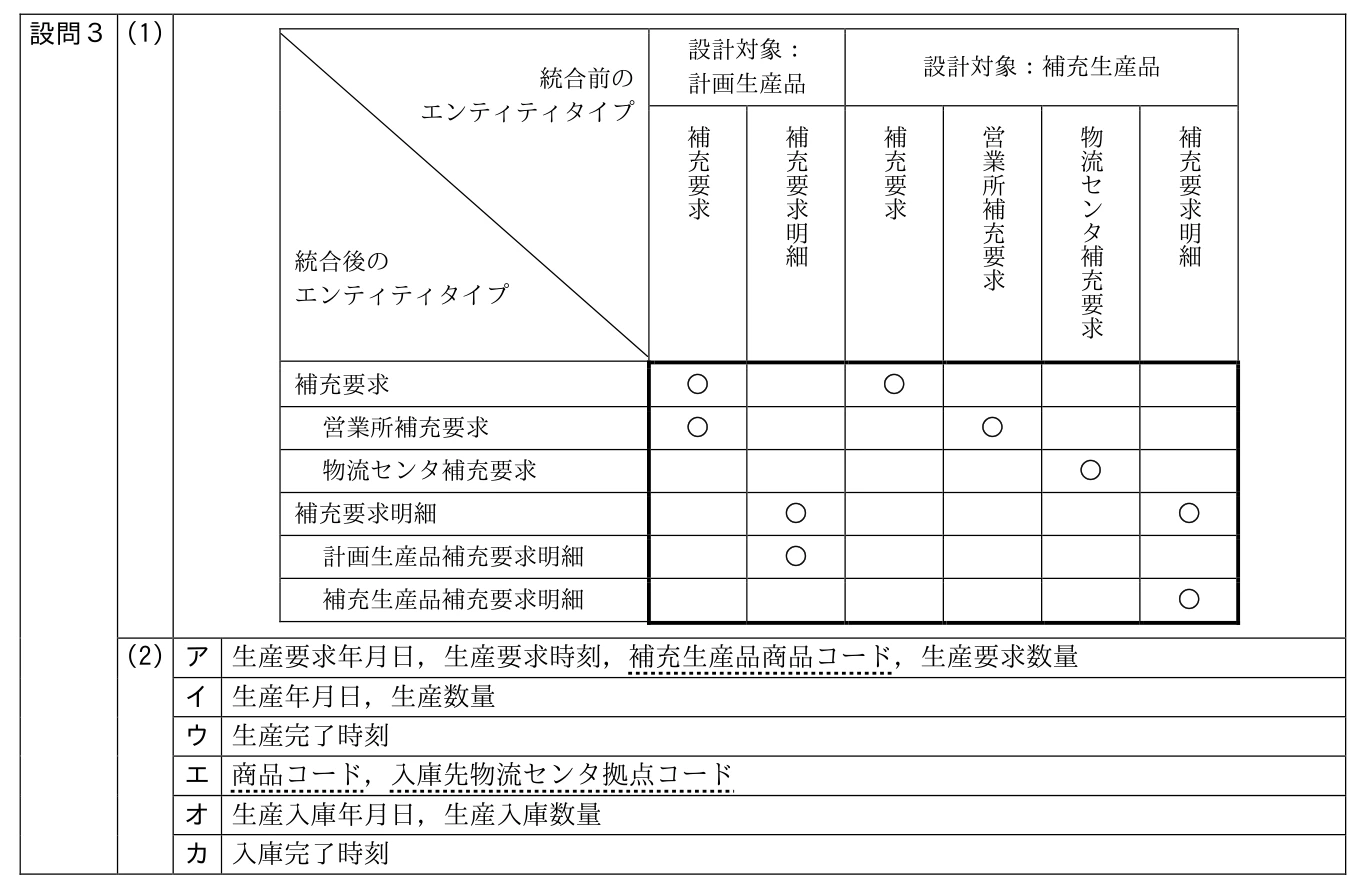 設問３ (1)
統合前の
エンティティタイプ
統合後の
エンティティタイプ
設計対象：
計画生産品
設計対象：補充生産品
補充要求
補充要求明細
補充要求
営業所補充要求
物流センタ補充要求
補充要求明細
補充要求 ○ ○
営業所補充要求 ○ ○
物流センタ補充要求 ○
補充要求明細 ○ ○
計画生産品補充要求明細 ○
補充生産品補充要求明細 ○
(2) ア 生産要求年月日，生産要求時刻，補充生産品商品コード，生産要求数量
イ 生産年月日，生産数量
ウ 生産完了時刻
エ 商品コード，入庫先物流センタ拠点コード
オ 生産入庫年月日，生産入庫数量
カ 入庫完了時刻